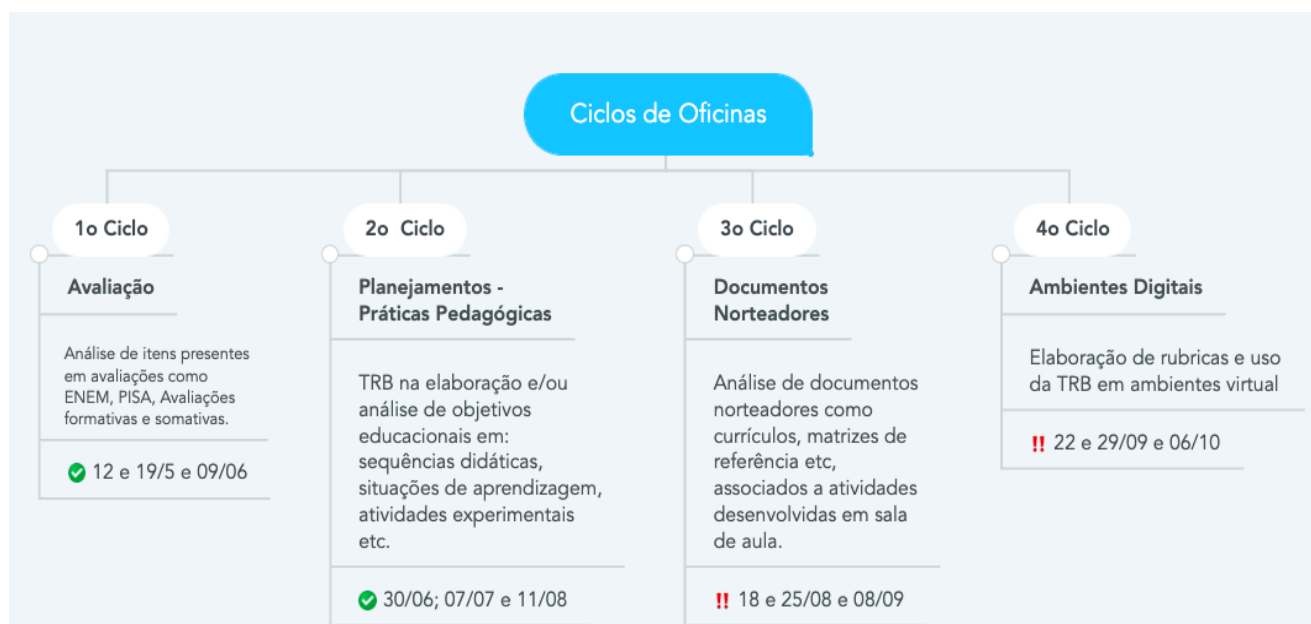 Ciclos de Oficinas
1o Ciclo
Avaliação
Análise de itens presentes
em avaliações como
ENEM, PISA, Avaliações
formativas e somativas.
12 e 19/5 e 09/06
2o Ciclo
Planejamentos -
Práticas Pedagógicas
TRB na elaboração e/ou
análise de objetivos
educacionais em:
sequências didáticas,
situações de aprendizagem,
atividades experimentais
etc.
30/06; 07/07 e 11/08
3o Ciclo
Documentos
Norteadores
Análise de documentos
norteadores como
currículos, matrizes de
referência etc,
associados a atividades
desenvolvidas em sala
de aula.
‼ 18 e 25/08 e 08/09
4o Ciclo
Ambientes Digitais
Elaboração de rubricas e uso
da TRB em ambientes virtual
‼ 22 e 29/09 e 06/10